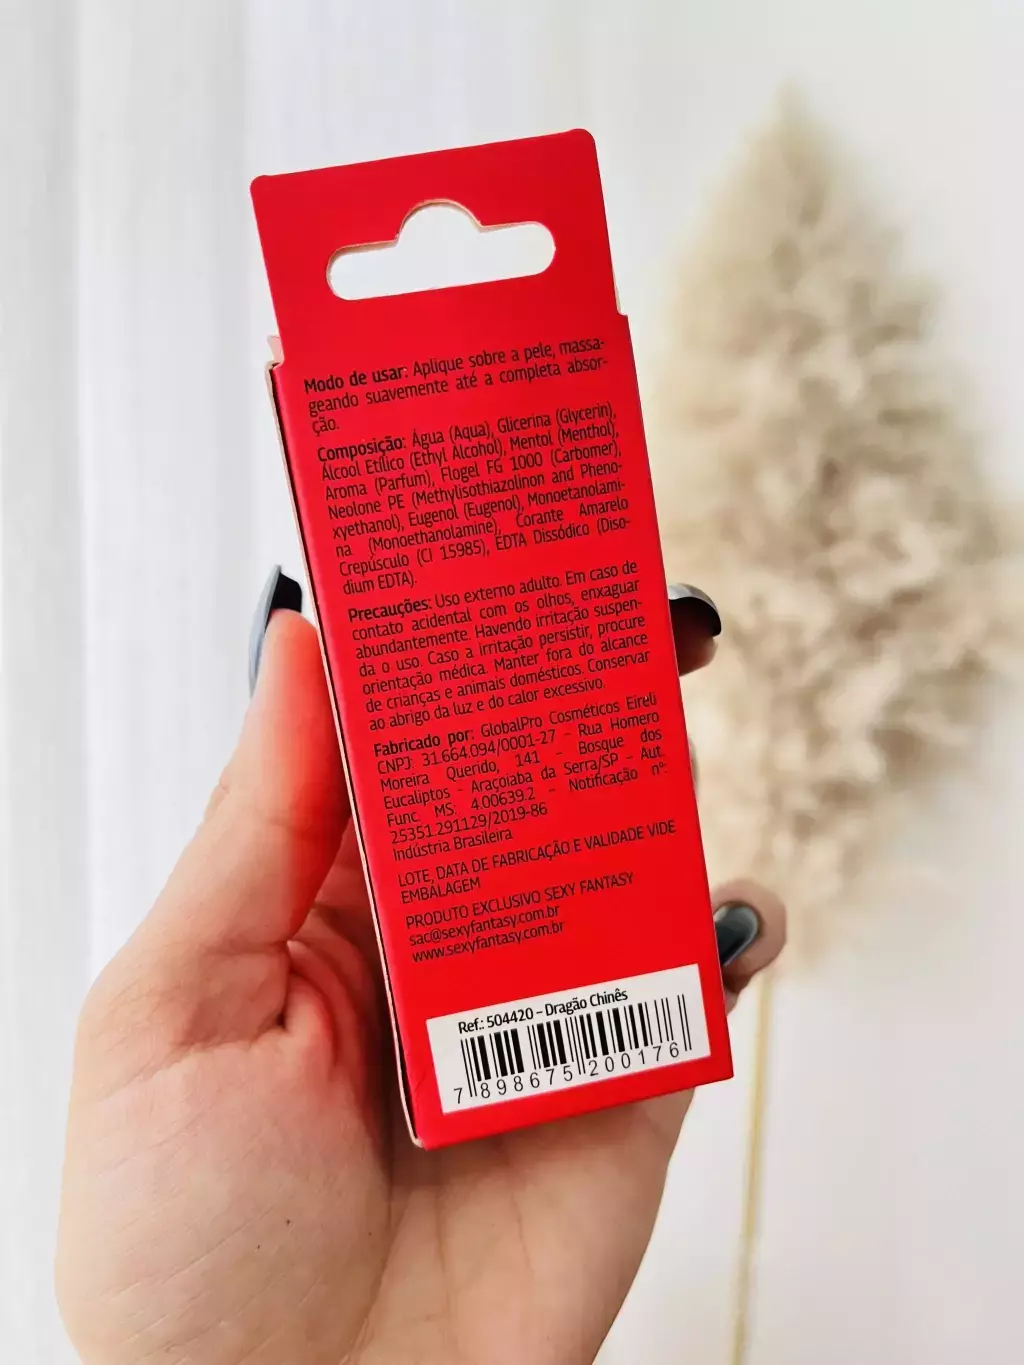 Modo de usar: Aplique sobre a pele, massa-
geando suavemente até a completa absor-
ção.
Composição: Água (Aqua), Glicerina (Glycerin),
Álcool Etílico (Ethyl Alcohol), Mentol (Menthol),
Aroma (Parfum), Flogel FG 1000 (Carbomer),
Neolone PE (Methylisothiazolinon and Pheno-
xyethanol), Eugenol (Eugenol), Monoetanolami-
na (Monoethanolamine), Corante Amarelo
Crepúsculo (CI 15985), EDTA Dissódico (Diso-
dium EDTA).
Precauções: Uso externo adulto. Em caso de
contato acidental com os olhos, enxaguar
abundantemente. Havendo irritação suspen-
da o uso. Caso a irritação persistir, procure
orientação médica. Manter fora do alcance
de crianças e animais domésticos. Conservar
ao abrigo da luz e do calor excessivo.
Fabricado por: GlobalPro Cosméticos Eireli
CNPJ: 31.664.094/0001-27 - Rua Homero
Moreira Querido, 141 - Bosque dos
Eucaliptos - Araçoiaba da Serra/SP - Aut.
Func. MS: 4.00639.2 - Notificação nº:
25351.291129/2019-86
Indústria Brasileira
LOTE, DATA DE FABRICAÇÃO E VALIDADE VIDE
EMBALAGEM
PRODUTO EXCLUSIVO SEXY FANTASY
sac@sexyfantasy.com.br
www.sexyfantasy.com.br
Ref.: 504420 - Dragão Chinês
7 898675 200176